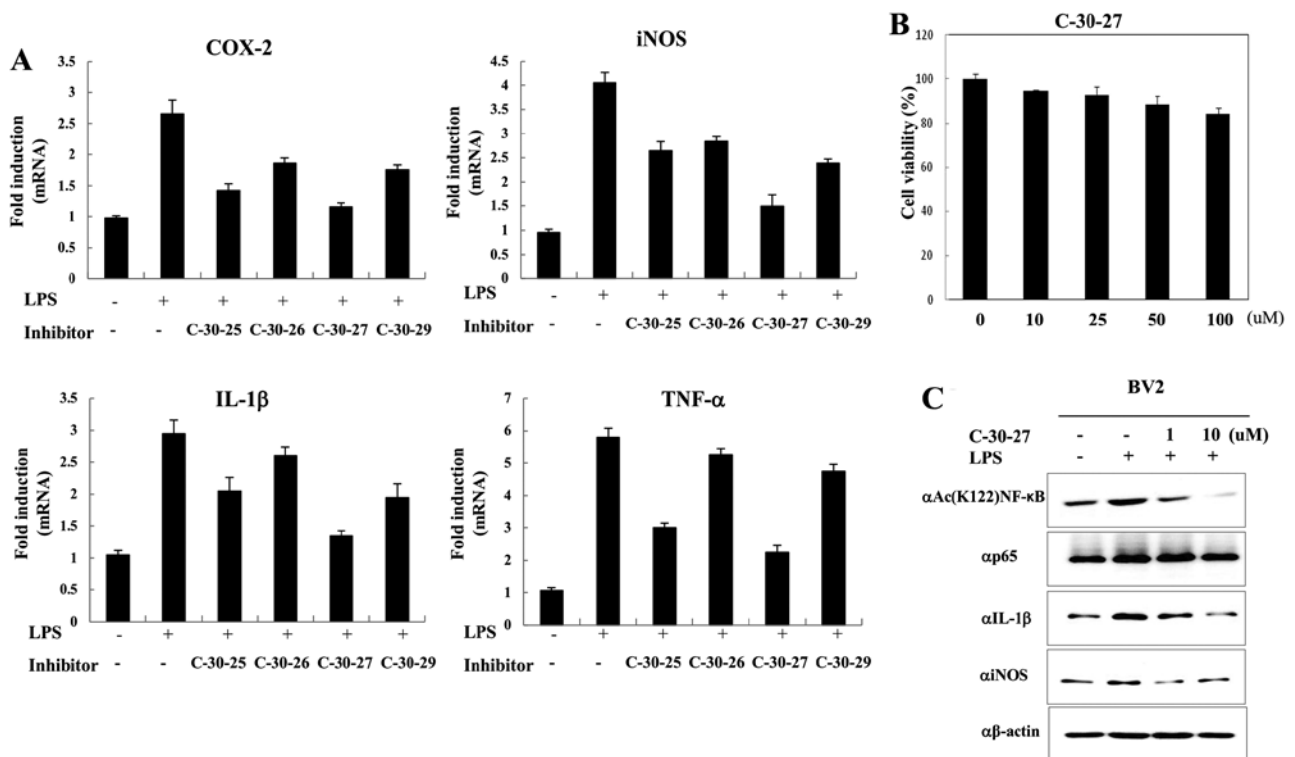 A
COX-2
Fold induction
(mRNA)
3.5
3
2.5
2
1.5
1
0.5
0
LPS - + + + + +
Inhibitor - - C-30-25 C-30-26 C-30-27 C-30-29
iNOS
Fold induction
(mRNA)
4.5
4
3.5
3
2.5
2
1.5
1
0.5
0
LPS - + + + + +
Inhibitor - - C-30-25 C-30-26 C-30-27 C-30-29
B
C-30-27
Cell viability (%)
120
100
80
60
40
20
0
0 10 25 50 100 (uM)
IL-1β
Fold induction
(mRNA)
3.5
3
2.5
2
1.5
1
0.5
0
LPS - + + + + +
Inhibitor - - C-30-25 C-30-26 C-30-27 C-30-29
TNF-α
Fold induction
(mRNA)
7
6
5
4
3
2
1
0
LPS - + + + + +
Inhibitor - - C-30-25 C-30-26 C-30-27 C-30-29
C
BV2
C-30-27 - - 1 10 (uM)
LPS - + + +
αAc(K122)NF-κB
αp65
αIL-1β
αiNOS
αβ-actin